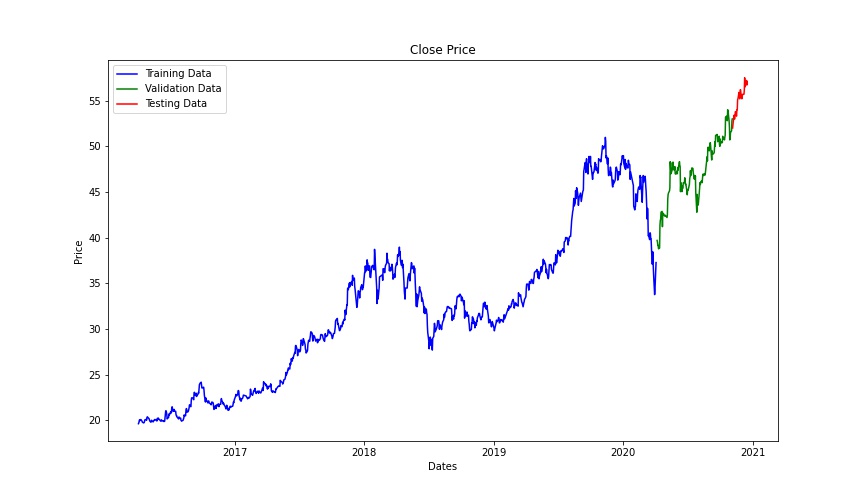 Close Price
Training Data
Validation Data
Testing Data
Price
55
50
45
40
35
30
25
20
2017
2018
2019
2020
2021
Dates